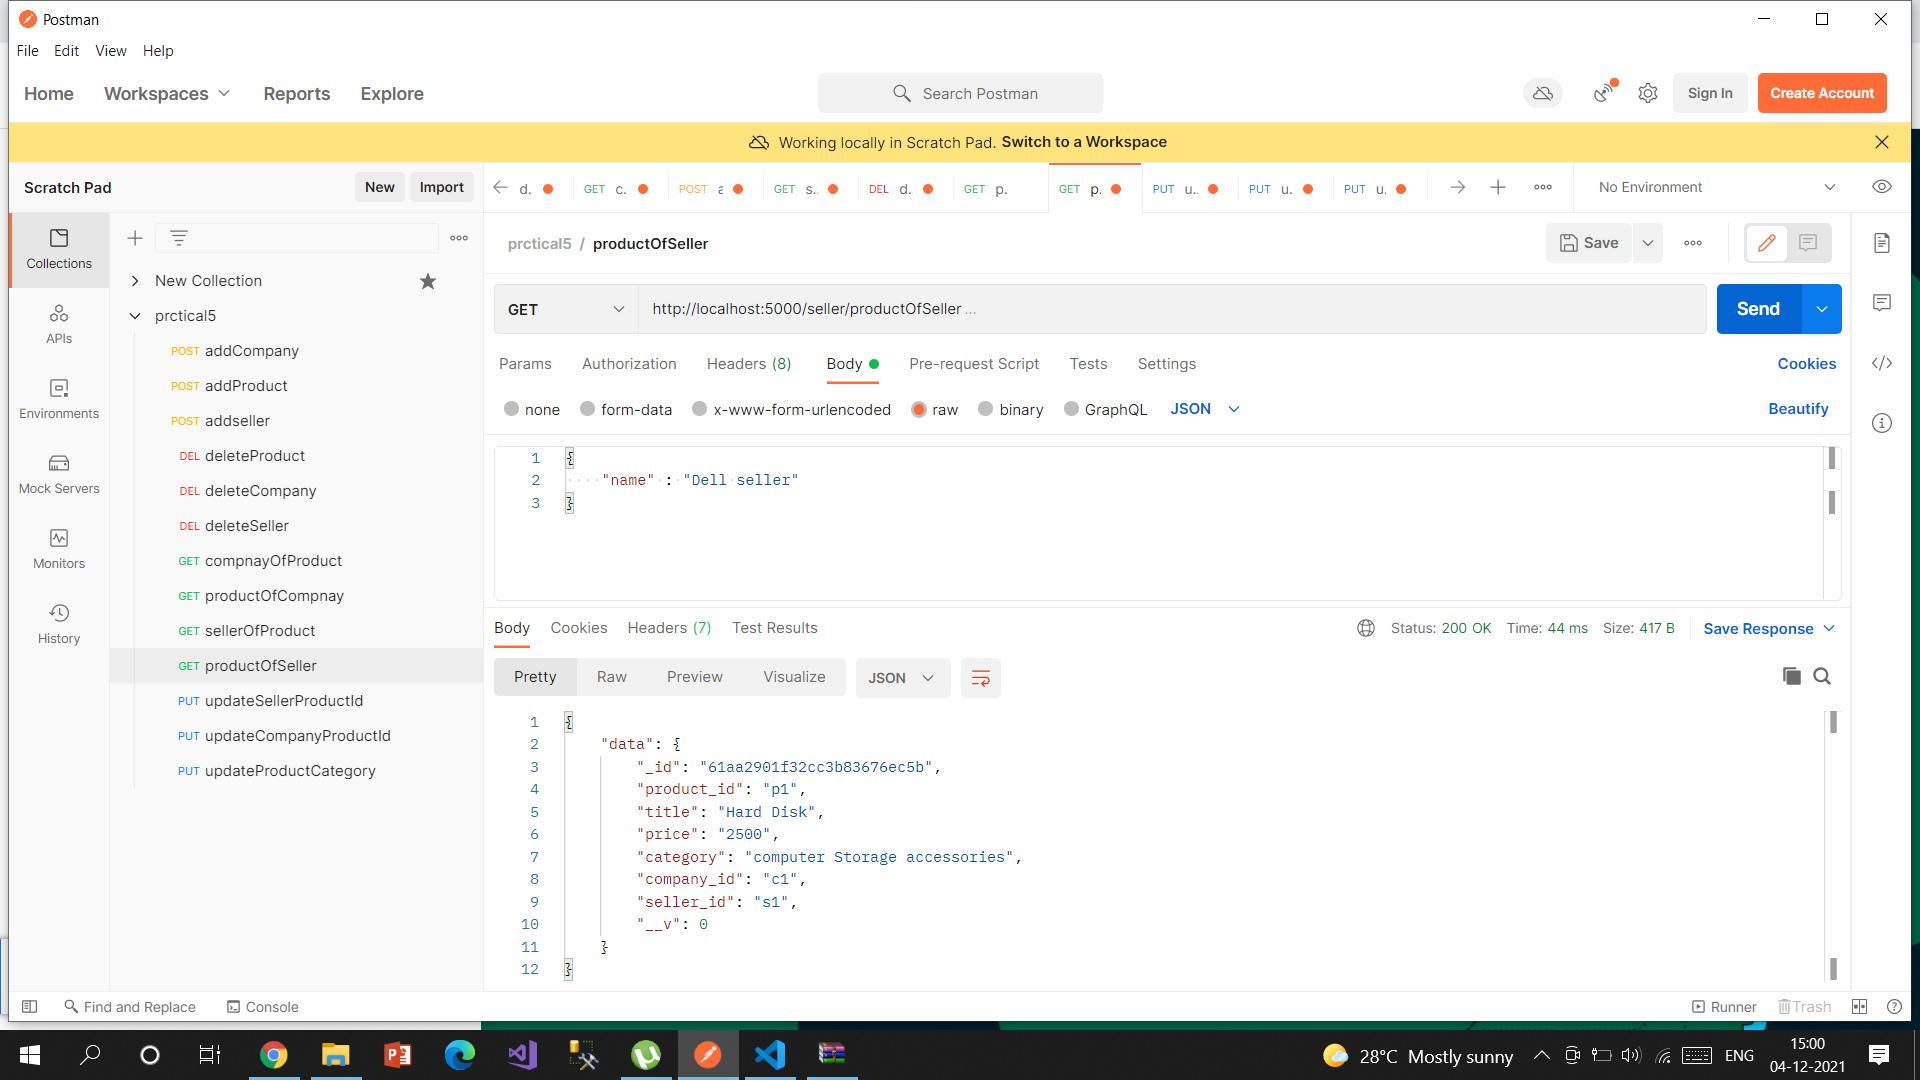 Postman
File Edit View Help
Home Workspaces Reports Explore
Search Postman
Sign In Create Account
Working locally in Scratch Pad. Switch to a Workspace
Scratch Pad New Import
d. GET c. POST a GET s.. DEL d. GET p. GET p. PUT u.. PUT u. PUT u.
No Environment
Collections
APIs
Environments
Mock Servers
Monitors
History
New Collection
prctical5
POST addCompany
POST addProduct
POST addseller
DEL deleteProduct
DEL deleteCompany
DEL deleteSeller
GET compnayOfProduct
GET productOfCompnay
GET sellerOfProduct
GET productOfSeller
PUT updateSellerProductId
PUT updateCompanyProductId
PUT updateProductCategory
prctical5 / productOfSeller
Save
GET http://localhost:5000/seller/productOfSeller ... Send
Params Authorization Headers (8) Body Pre-request Script Tests Settings Cookies
none form-data x-www-form-urlencoded raw binary GraphQL JSON Beautify
1 {
2 "name" : "Dell seller"
3 }
Body Cookies Headers (7) Test Results Status: 200 OK Time: 44 ms Size: 417 B Save Response
Pretty Raw Preview Visualize JSON
1 {
2 "data": {
3 "_id": "61aa2901f32cc3b83676ec5b",
4 "product_id": "p1",
5 "title": "Hard Disk",
6 "price": "2500",
7 "category": "computer Storage accessories",
8 "company_id": "c1",
9 "seller_id": "s1",
10 "__v": 0
11 }
12 }
Find and Replace Console Runner Trash
28°C Mostly sunny ENG 15:00
04-12-2021